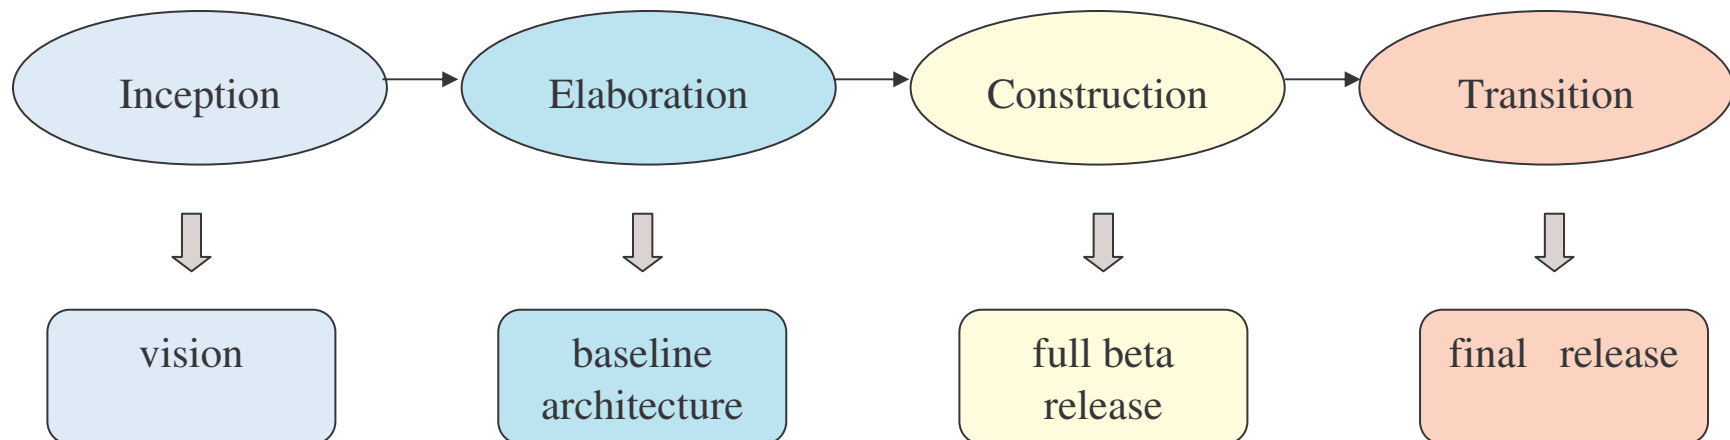 Inception
Elaboration
Construction
Transition
vision
baseline
architecture
full beta
release
final release